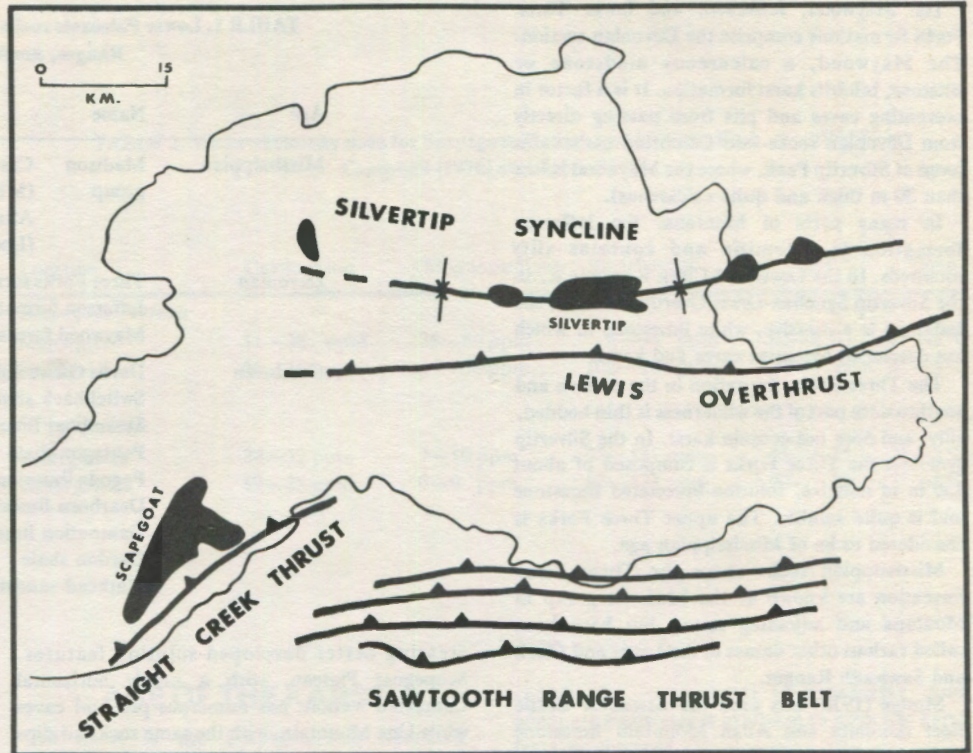 0 15
KM.
SILVERTIP SYNCLINE
SILVERTIP
LEWIS OVERTHRUST
SCAPEGOAT
STRAIGHT CREEK THRUST
SAWTOOTH RANGE THRUST BELT